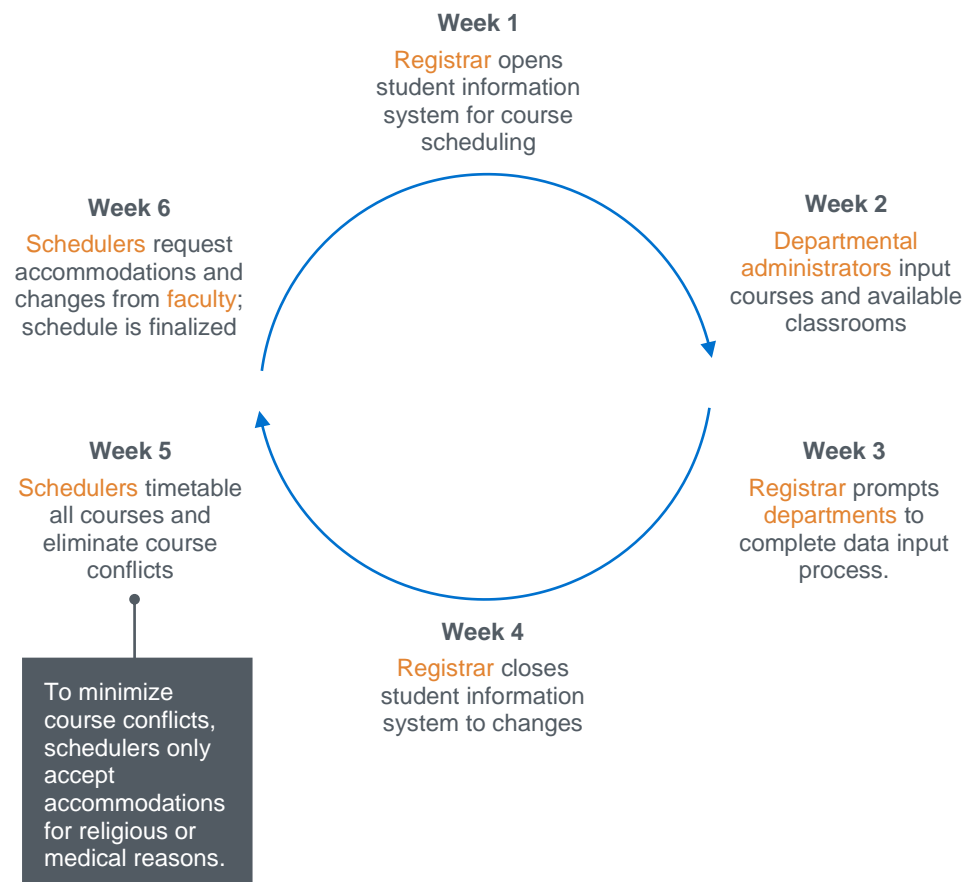 Week 1
Registrar opens
student information
system for course
scheduling
Week 2
Departmental
administrators input
courses and available
classrooms
Week 3
Registrar prompts
departments to
complete data input
process.
Week 4
Registrar closes
student information
system to changes
Week 5
Schedulers timetable
all courses and
eliminate course
conflicts
To minimize
course conflicts,
schedulers only
accept
accommodations
for religious or
medical reasons.
Week 6
Schedulers request
accommodations and
changes from faculty;
schedule is finalized